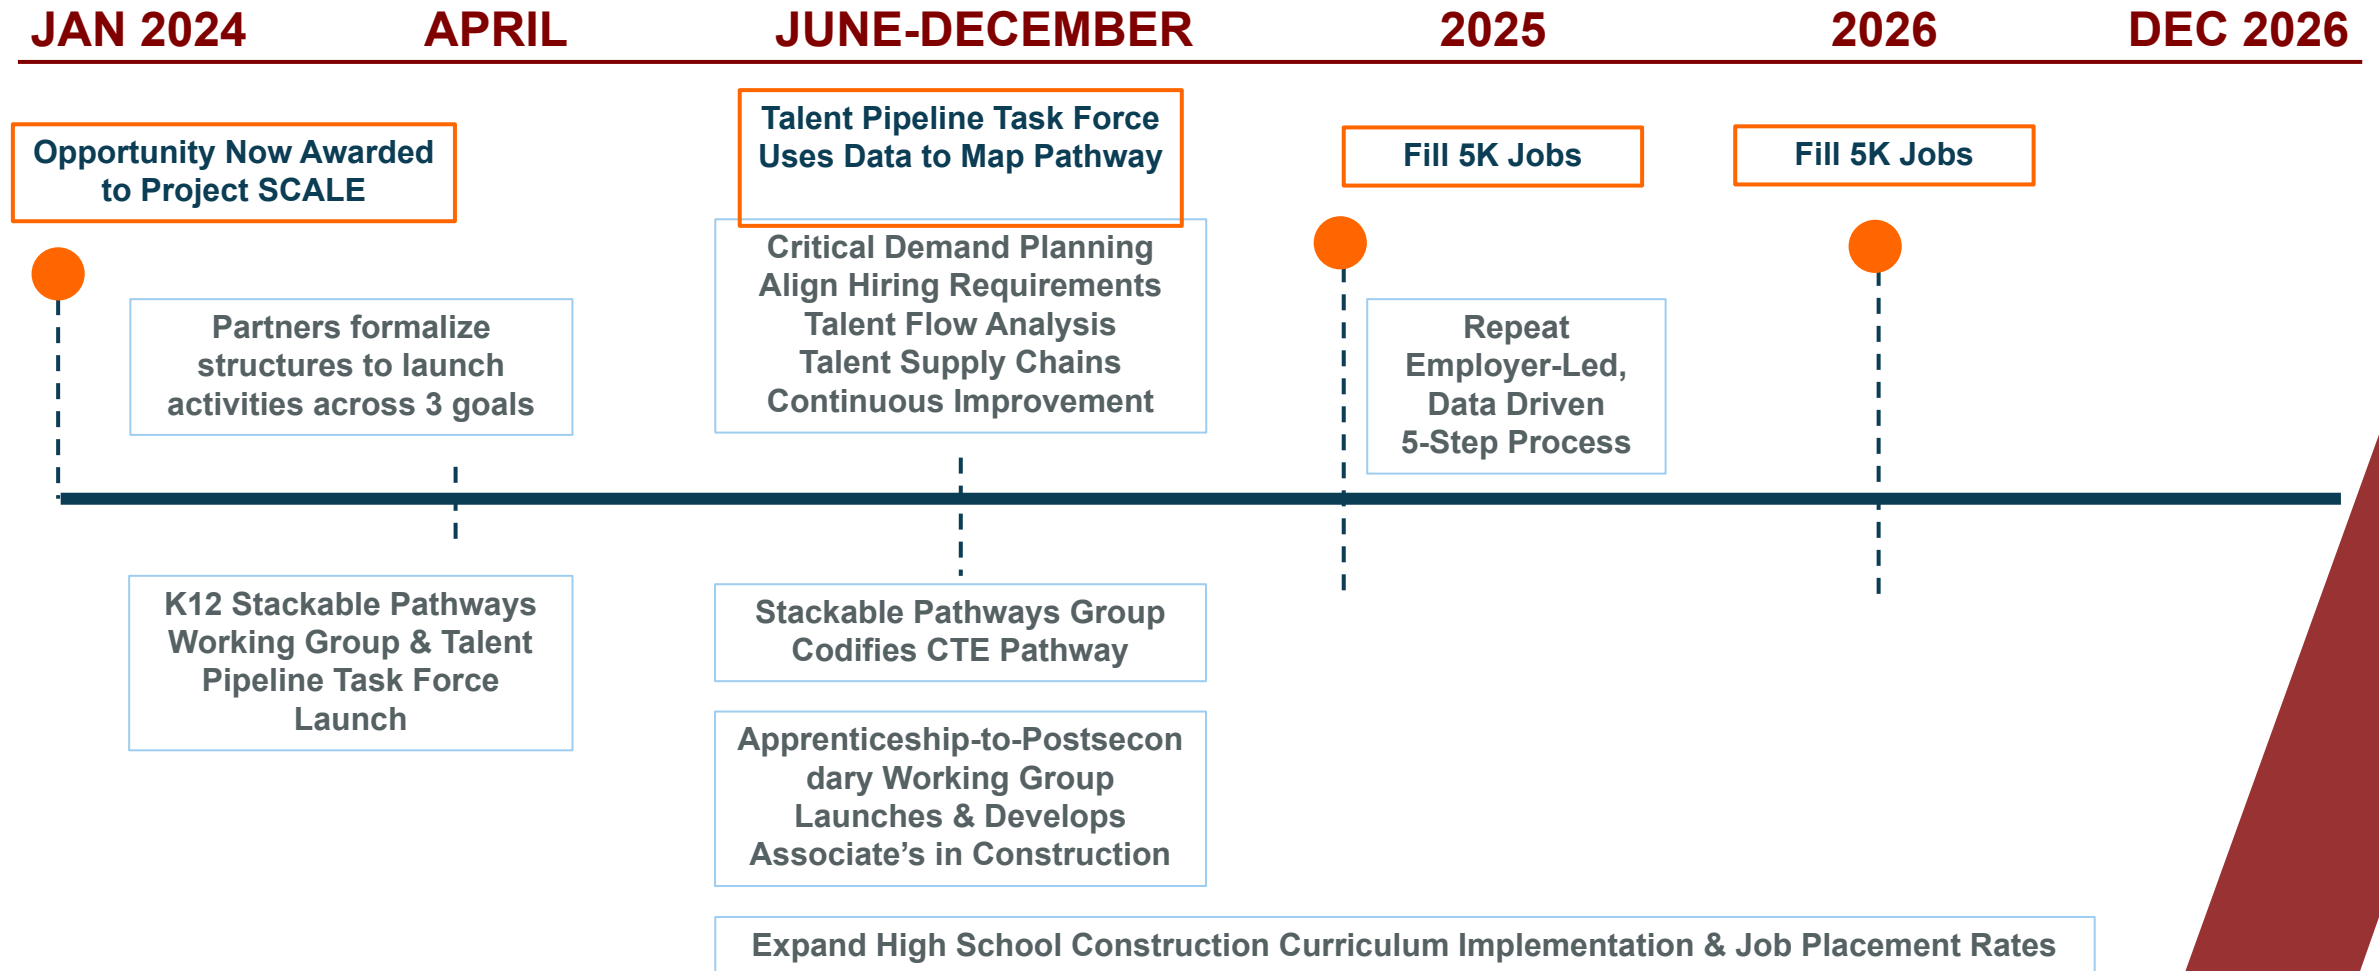 JAN 2024
APRIL
JUNE-DECEMBER
2025
2026
DEC 2026
Opportunity Now Awarded
to Project SCALE
Talent Pipeline Task Force
Uses Data to Map Pathway
Fill 5K Jobs
Fill 5K Jobs
Partners formalize
structures to launch
activities across 3 goals
Critical Demand Planning
Align Hiring Requirements
Talent Flow Analysis
Talent Supply Chains
Continuous Improvement
Repeat
Employer-Led,
Data Driven
5-Step Process
K12 Stackable Pathways
Working Group & Talent
Pipeline Task Force
Launch
Stackable Pathways Group
Codifies CTE Pathway
Apprenticeship-to-Postsecon
dary Working Group
Launches & Develops
Associate’s in Construction
Expand High School Construction Curriculum Implementation & Job Placement Rates